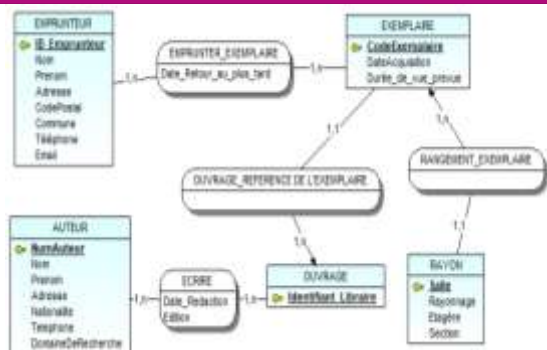 EMPRUNTEUR
ID_Emprunteur
Nom
Prenom
Adresse
CodePostal
Commune
Téléphone
Email
1,n
EMPRUNTER_EXEMPLAIRE
Date_Retour_au_plus_tard
1,n
EXEMPLAIRE
CodeExemplaire
DateAcquisition
Durée_de_vue_prevue
1,1
1,n
OUVRAGE_REFERENCE DE L'EXEMPLAIRE
RANGEMENT_EXEMPLAIRE
1,n
1,1
AUTEUR
NumAuteur
Nom
Prenom
Adresse
Nationalite
Telephone
DomaineDeRecherche
1,n
ECRIRE
Date_Redaction
Edition
1,n
OUVRAGE
Identifiant_Libraire
RAYON
Salle
Rayonnage
Etagère
Section